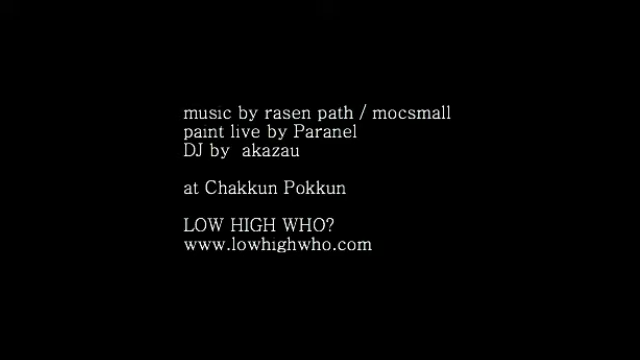 music by rasen path / mocsmall
paint live by Paranel
DJ by akazau
at Chakkun Pokkun
LOW HIGH WHO?
www.lowhighwho.com